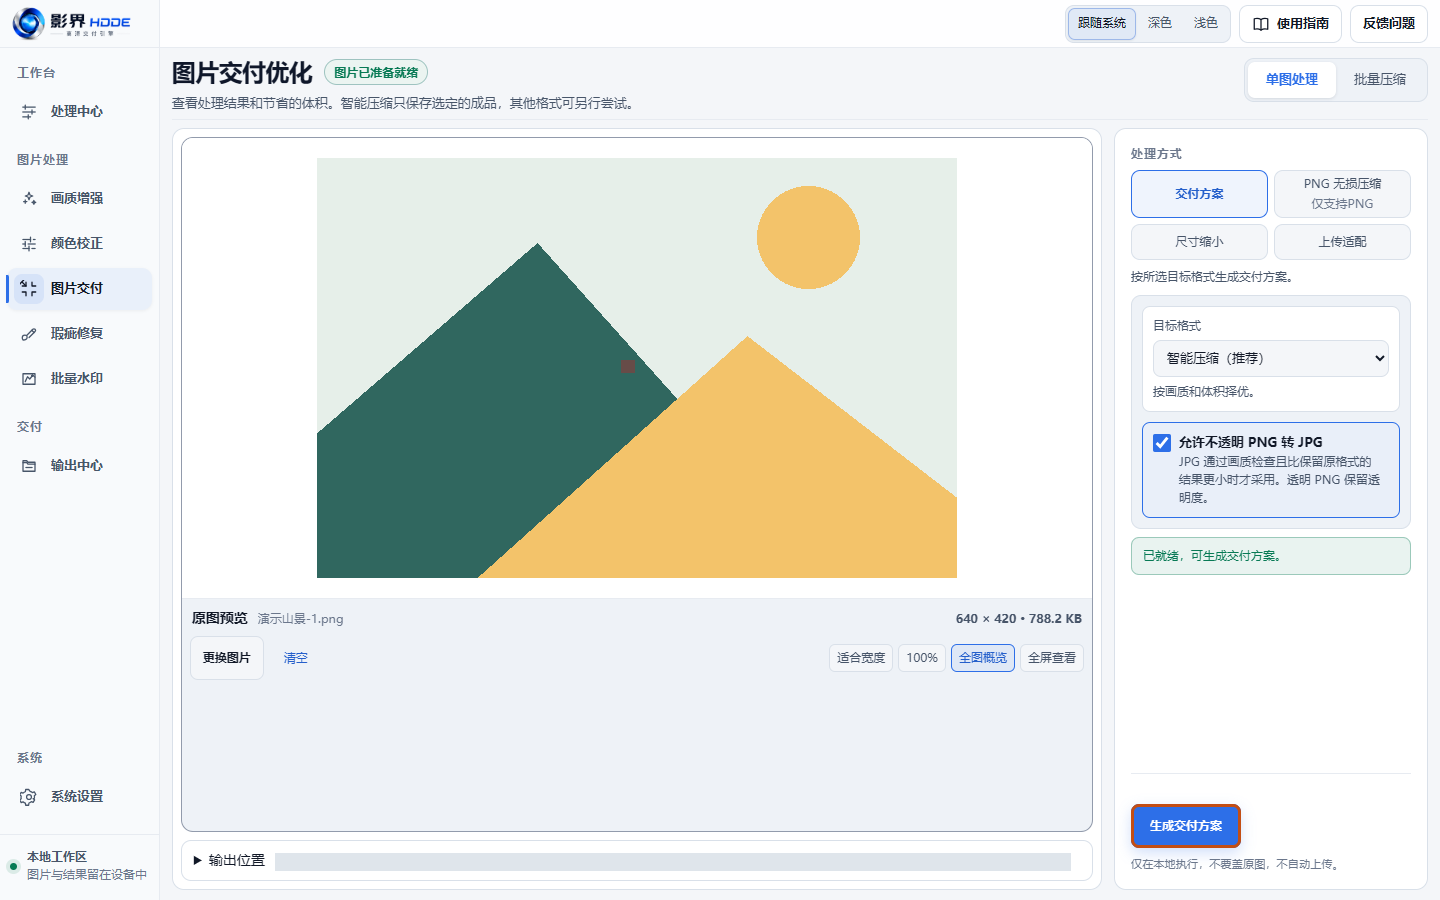 影界 HDDE
高清交付引擎
跟随系统
深色
浅色
使用指南
反馈问题
工作台
处理中心
图片处理
画质增强
颜色校正
图片交付
瑕疵修复
批量水印
交付
输出中心
系统
系统设置
本地工作区
图片与结果留在设备中
图片交付优化
图片已准备就绪
查看处理结果和节省的体积。智能压缩只保存选定的成品，其他格式可另行尝试。
单图处理
批量压缩
原图预览 演示山景-1.png
640 × 420 • 788.2 KB
更换图片
清空
适合宽度
100%
全图概览
全屏查看
输出位置
处理方式
交付方案
PNG 无损压缩
仅支持PNG
尺寸缩小
上传适配
按所选目标格式生成交付方案。
目标格式
智能压缩（推荐）
按画质和体积择优。
允许不透明 PNG 转 JPG
JPG 通过画质检查且比保留原格式的
结果更小时才采用。透明 PNG 保留透
明度。
已就绪，可生成交付方案。
生成交付方案
仅在本地执行，不覆盖原图，不自动上传。